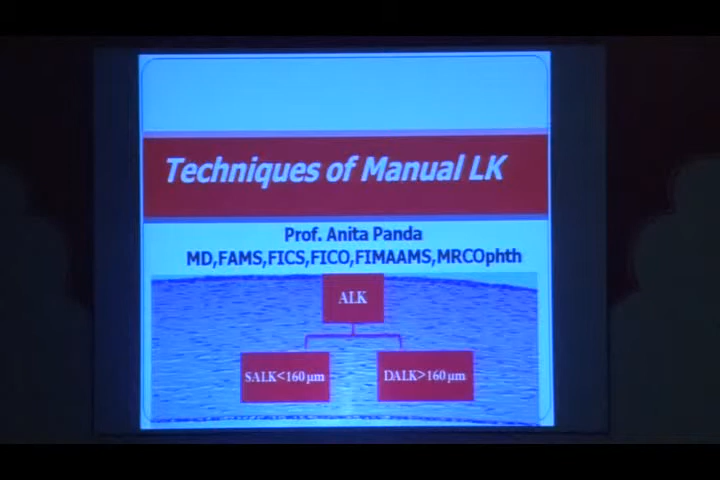 Techniques of Manual LK
Prof. Anita Panda
MD,FAMS,FICS,FICO,FIMAAMS,MRCOphth
ALK
SALK<160 µm
DALK>160 µm